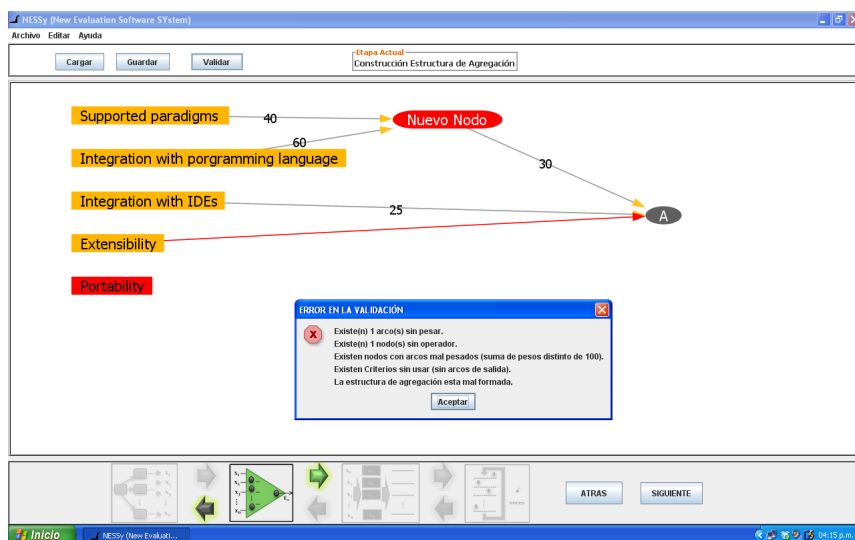 NESSy (New Evaluation Software SYstem)
Archivo Editar Ayuda
Cargar Guardar Validar
Etapa Actual
Construcción Estructura de Agregación
Supported paradigms
40
Nuevo Nodo
60
Integration with porgramming language
30
Integration with IDEs
25
A
Extensibility
Portability
ERROR EN LA VALIDACIÓN
X
Existe(n) 1 arco(s) sin pesar.
Existe(n) 1 nodo(s) sin operador.
Existen nodos con arcos mal pesados (suma de pesos distinto de 100).
Existen Criterios sin usar (sin arcos de salida).
La estructura de agregación esta mal formada.
Aceptar
ATRAS SIGUIENTE
Inicio
NESSy (New Evaluati...
04:15 p.m.